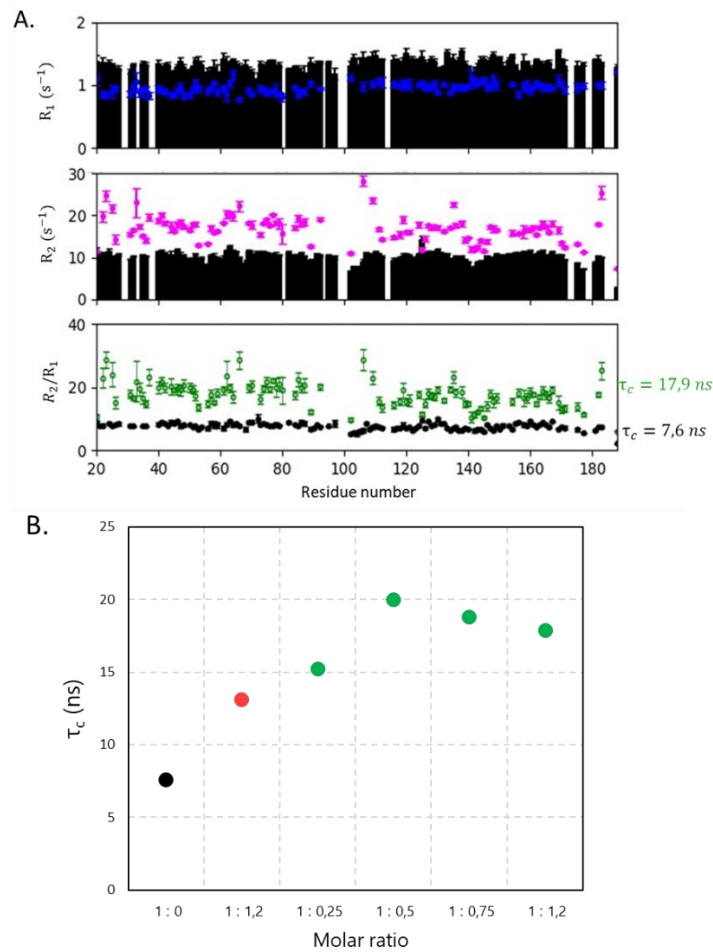 A.
R₁ (s⁻¹)
2
1
0
R₂ (s⁻¹)
30
20
10
0
R₂/R₁
40
20
0
τc = 17,9 ns
τc = 7,6 ns
20 40 60 80 100 120 140 160 180
Residue number
B.
τc (ns)
25
20
15
10
5
0
1 : 0 1 : 1,2 1 : 0,25 1 : 0,5 1 : 0,75 1 : 1,2
Molar ratio